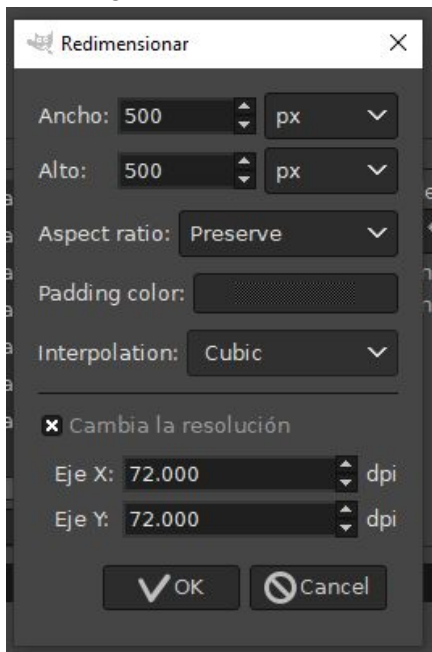 Redimensionar
Ancho: 500 px
Alto: 500 px
Aspect ratio: Preserve
Padding color:
Interpolation: Cubic
Cambia la resolución
Eje X: 72.000 dpi
Eje Y: 72.000 dpi
OK Cancel